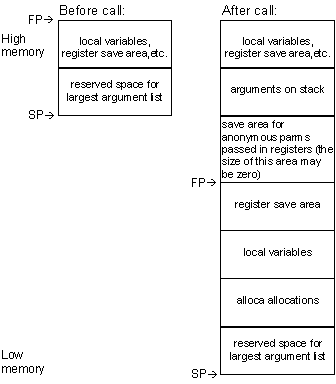 Before call:
FP→
High
memory
local variables,
register save area,etc.
reserved space for
largest argument list
SP→
After call:
local variables,
register save area,etc.
arguments on stack
save area for
anonymous parms
passed in registers (the
size of this area may
be zero)
FP→
register save area
local variables
alloca allocations
reserved space for
largest argument list
Low
memory
SP→